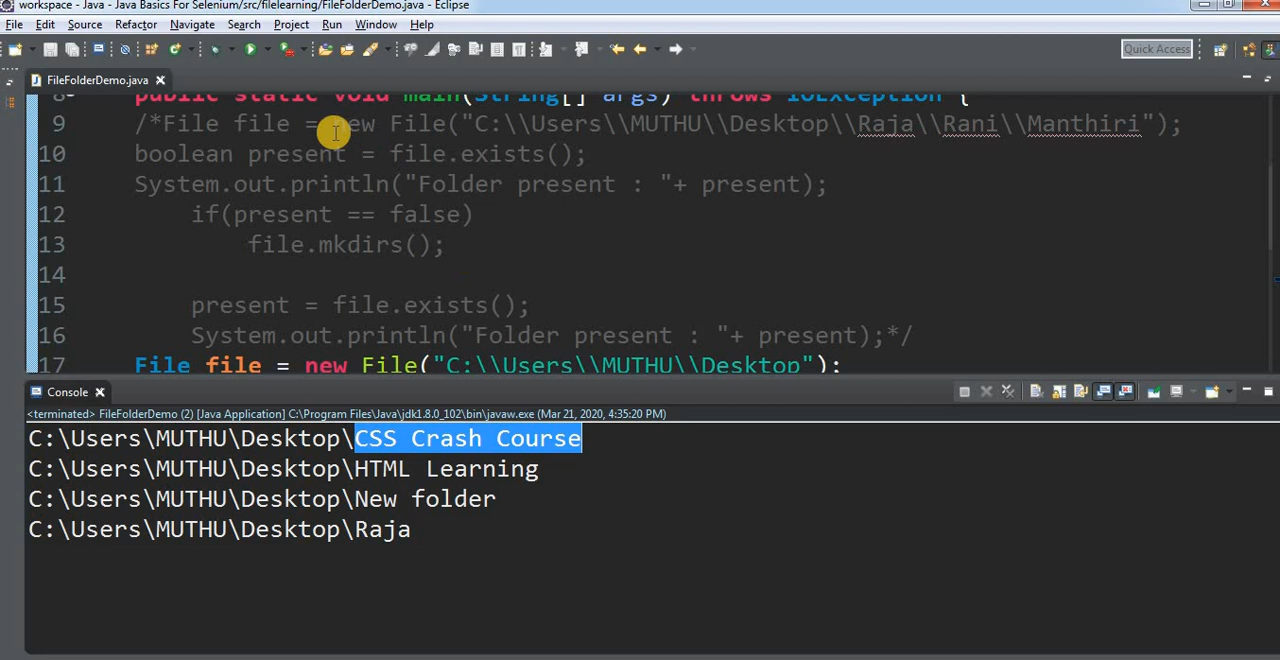 workspace - Java - Java Basics For Selenium/src/filelearning/FileFolderDemo.java - Eclipse
File Edit Source Refactor Navigate Search Project Run Window Help
Quick Access
FileFolderDemo.java
8 public static void main(String[] args) throws IOException {
9 /*File file = new File("C:\\Users\\MUTHU\\Desktop\\Raja\\Rani\\Manthiri");
10 boolean present = file.exists();
11 System.out.println("Folder present : "+ present);
12 if(present == false)
13 file.mkdirs();
14
15 present = file.exists();
16 System.out.println("Folder present : "+ present);*/
17 File file = new File("C:\\Users\\MUTHU\\Desktop");
Console
<terminated> FileFolderDemo (2) [Java Application] C:\Program Files\Java\jdk1.8.0_102\bin\javaw.exe (Mar 21, 2020, 4:35:20 PM)
C:\Users\MUTHU\Desktop\CSS Crash Course
C:\Users\MUTHU\Desktop\HTML Learning
C:\Users\MUTHU\Desktop\New folder
C:\Users\MUTHU\Desktop\Raja